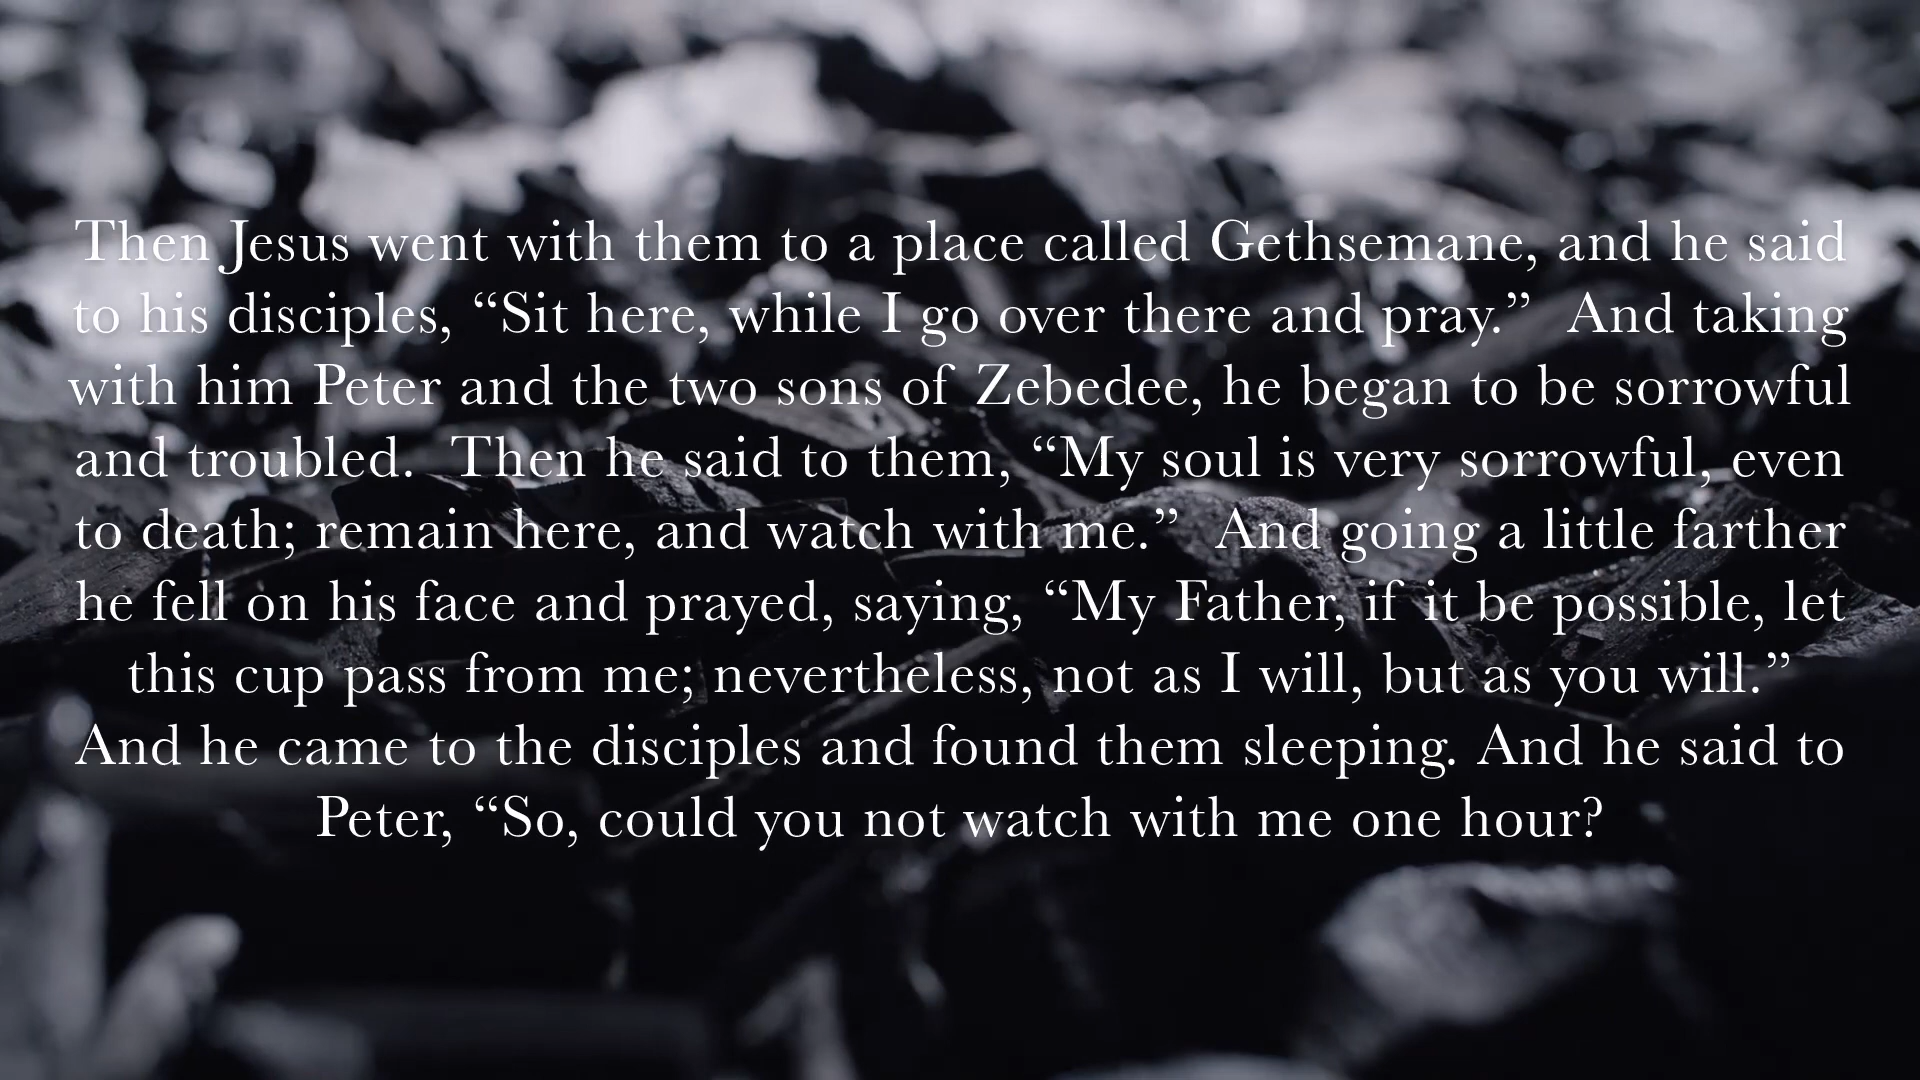 Then Jesus went with them to a place called Gethsemane, and he said
to his disciples, “Sit here, while I go over there and pray.”  And taking
with him Peter and the two sons of Zebedee, he began to be sorrowful
and troubled.  Then he said to them, “My soul is very sorrowful, even
to death; remain here, and watch with me.”  And going a little farther
he fell on his face and prayed, saying, “My Father, if it be possible, let
this cup pass from me; nevertheless, not as I will, but as you will.”
And he came to the disciples and found them sleeping. And he said to
Peter, “So, could you not watch with me one hour?